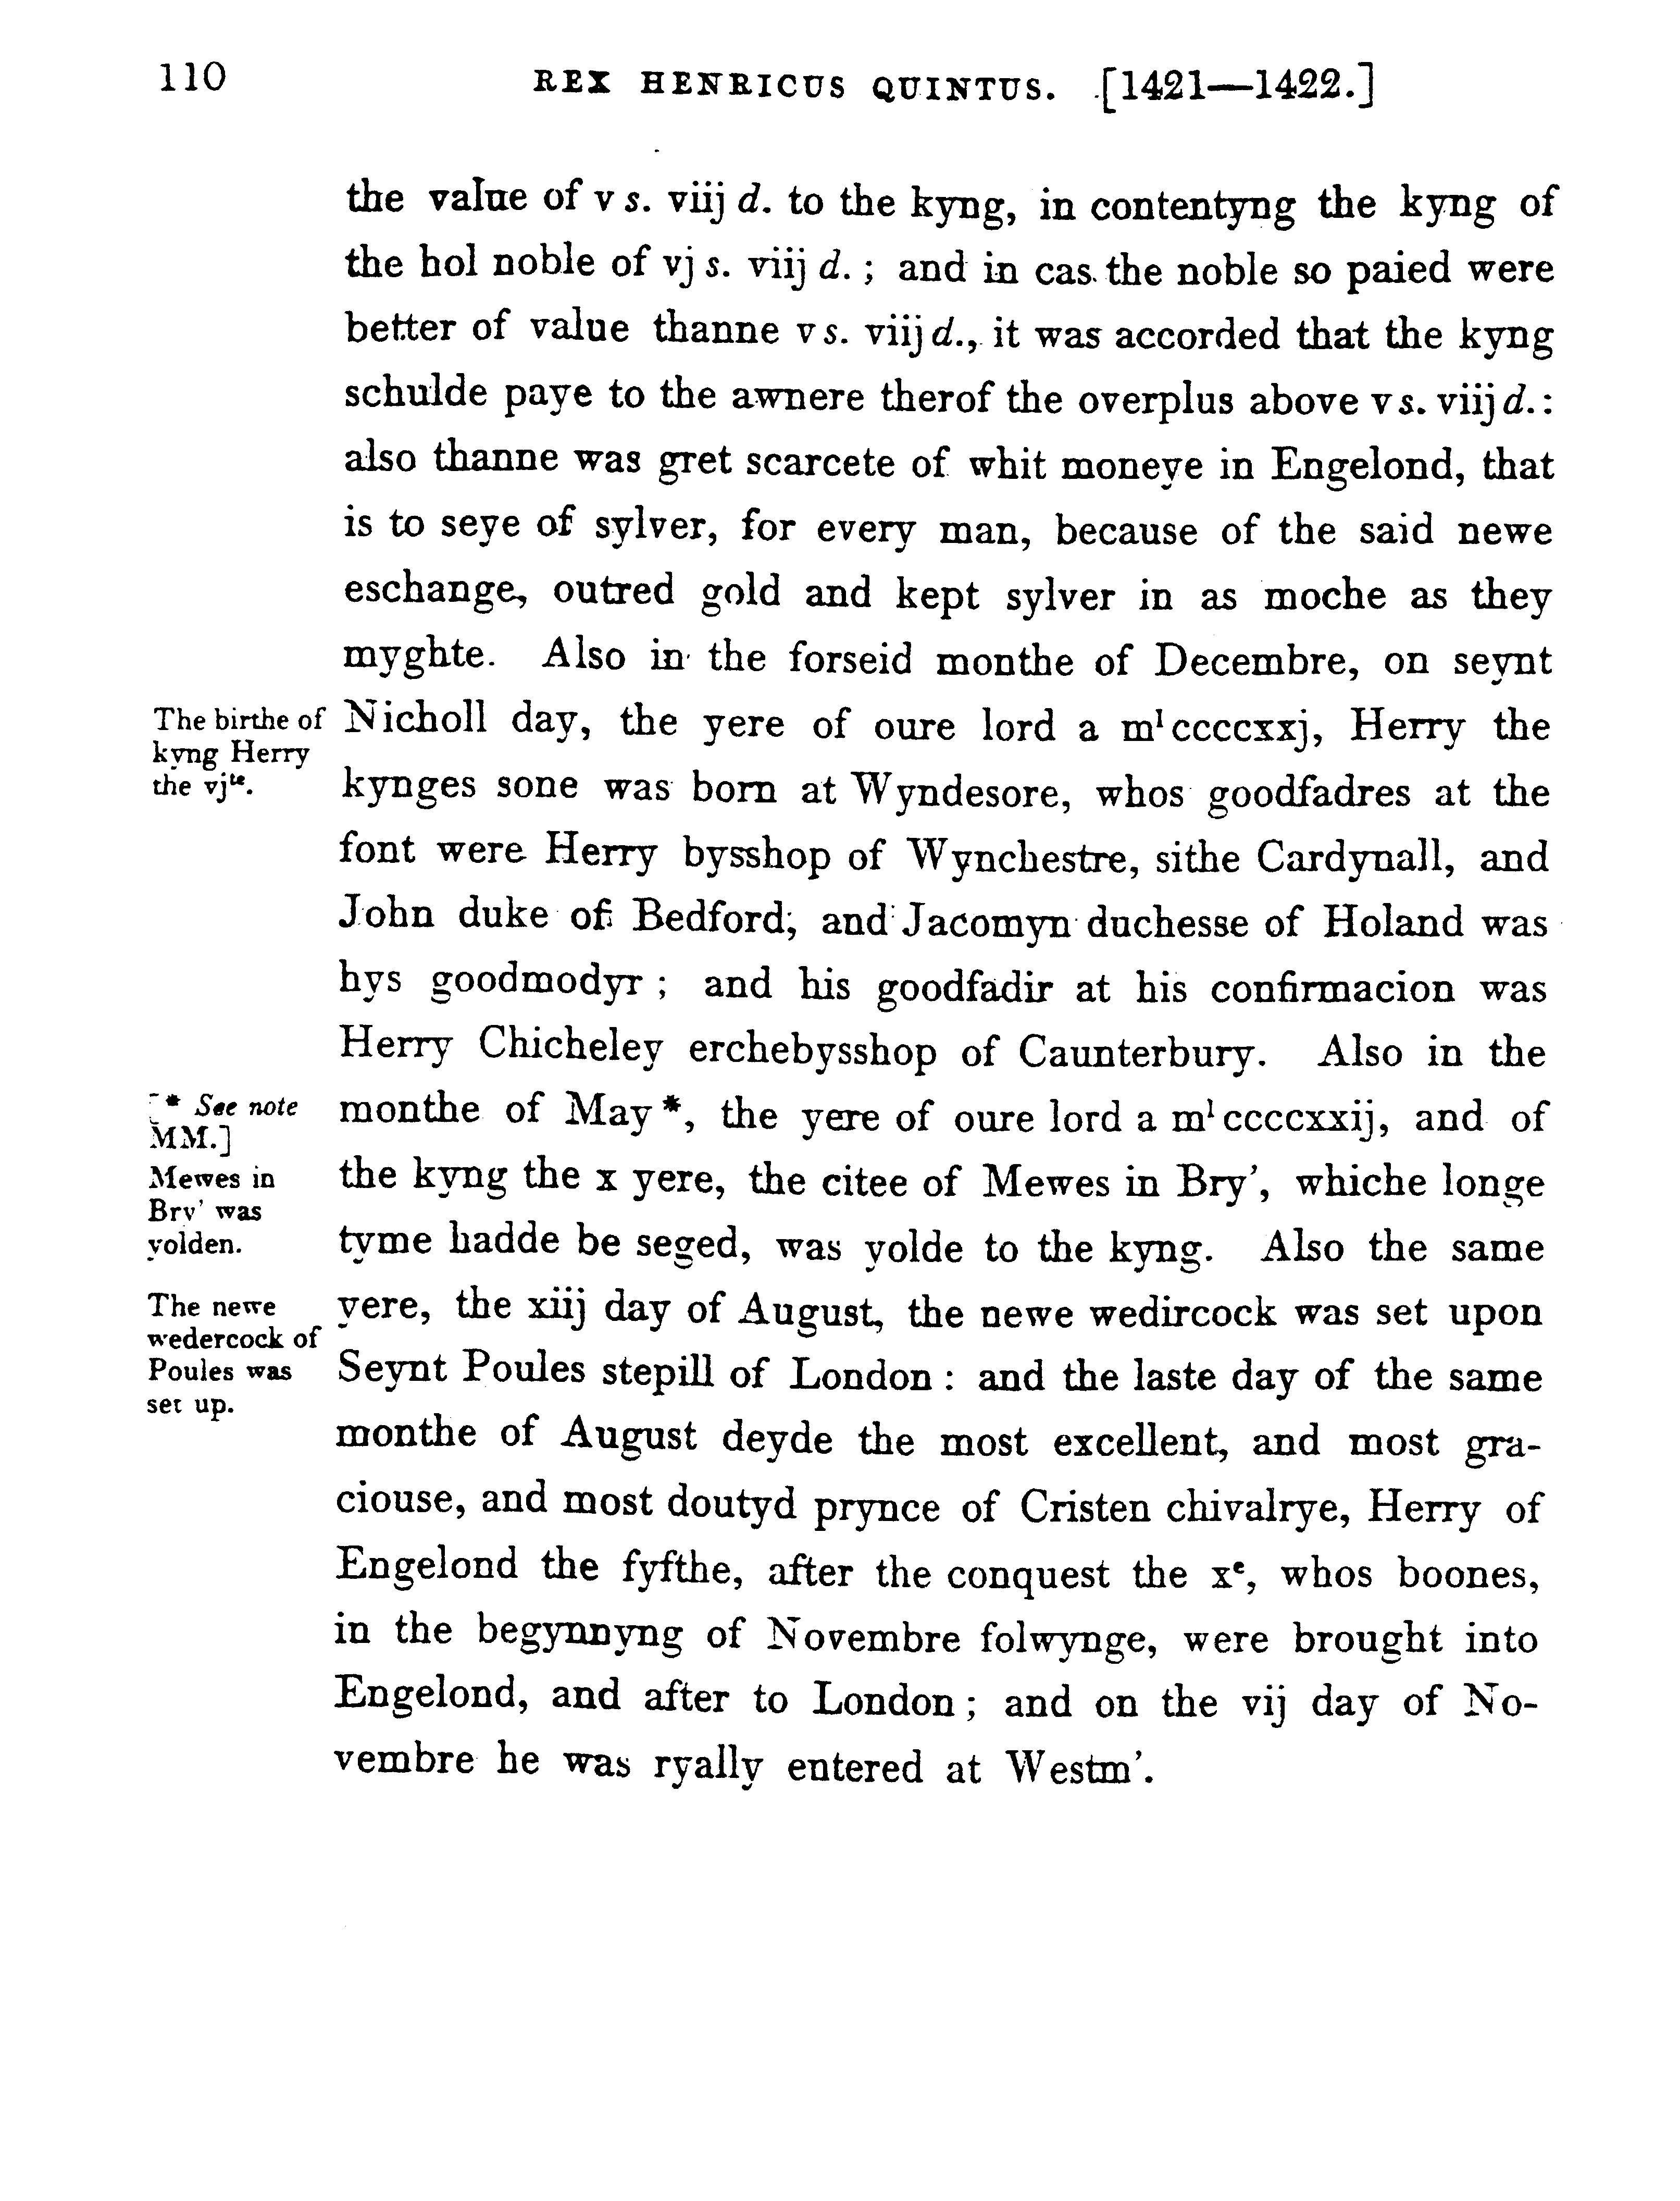 110
REX HENRICUS QUINTUS. [1421—1422.]
the value of v s. viij d. to the kyng, in contentyng the kyng of
the hol noble of vj s. viij d. ; and in cas the noble so paied were
better of value thanne v s. viij d., it was accorded that the kyng
schulde paye to the awnere therof the overplus above v s. viij d.:
also thanne was gret scarcete of whit moneye in Engelond, that
is to seye of sylver, for every man, because of the said newe
eschange, outred gold and kept sylver in as moche as they
myghte. Also in the forseid monthe of Decembre, on seynt
The birthe of
kyng Herry
the vjᵗᵉ.
Nicholl day, the yere of oure lord a mˡ ccccxxj, Herry the
kynges sone was born at Wyndesore, whos goodfadres at the
font were Herry bysshop of Wynchestre, sithe Cardynall, and
John duke of Bedford; and Jacomyn duchesse of Holand was
hys goodmodyr ; and his goodfadir at his confirmacion was
Herry Chicheley erchebysshop of Caunterbury. Also in the
[* See note
MM.]
monthe of May *, the yere of oure lord a mˡ ccccxxij, and of
Mewes in
Bry' was
yolden.
the kyng the x yere, the citee of Mewes in Bry', whiche longe
tyme hadde be seged, was yolde to the kyng. Also the same
The newe
wedercock of
Poules was
set up.
yere, the xiij day of August, the newe wedircock was set upon
Seynt Poules stepill of London : and the laste day of the same
monthe of August deyde the most excellent, and most gra-
ciouse, and most doutyd prynce of Cristen chivalrye, Herry of
Engelond the fyfthe, after the conquest the xᵉ, whos boones,
in the begynnyng of Novembre folwynge, were brought into
Engelond, and after to London ; and on the vij day of No-
vembre he was ryally entered at Westm'.